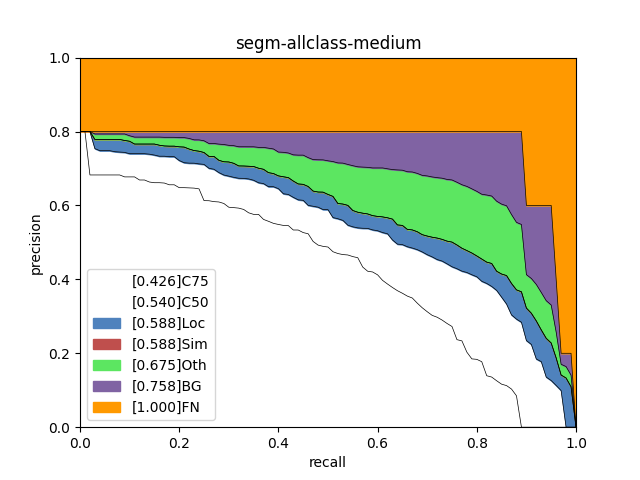 segm-allclass-medium
1.0
0.8
0.6
0.4
0.2
0.0
precision
[0.426]C75
[0.540]C50
[0.588]Loc
[0.588]Sim
[0.675]Oth
[0.758]BG
[1.000]FN
0.0 0.2 0.4 0.6 0.8 1.0
recall